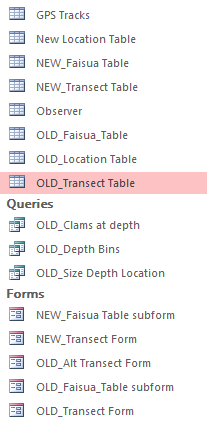 GPS Tracks
New Location Table
NEW_Faisua Table
NEW_Transect Table
Observer
OLD_Faisua_Table
OLD_Location Table
OLD_Transect Table
Queries
OLD_Clams at depth
OLD_Depth Bins
OLD_Size Depth Location
Forms
NEW_Faisua Table subform
NEW_Transect Form
OLD_Alt Transect Form
OLD_Faisua_Table subform
OLD_Transect Form